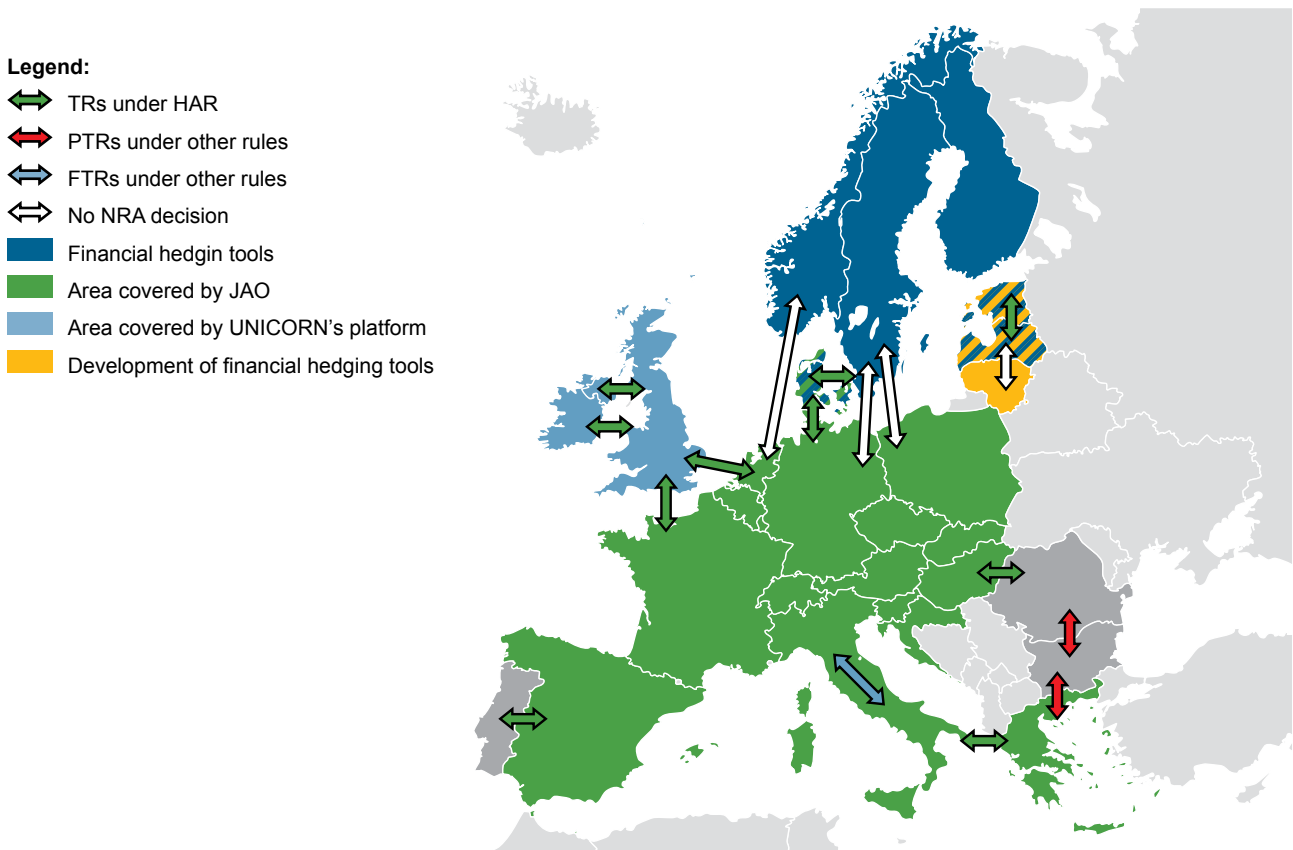 Legend:
TRs under HAR
PTRs under other rules
FTRs under other rules
No NRA decision
Financial hedgin tools
Area covered by JAO
Area covered by UNICORN's platform
Development of financial hedging tools